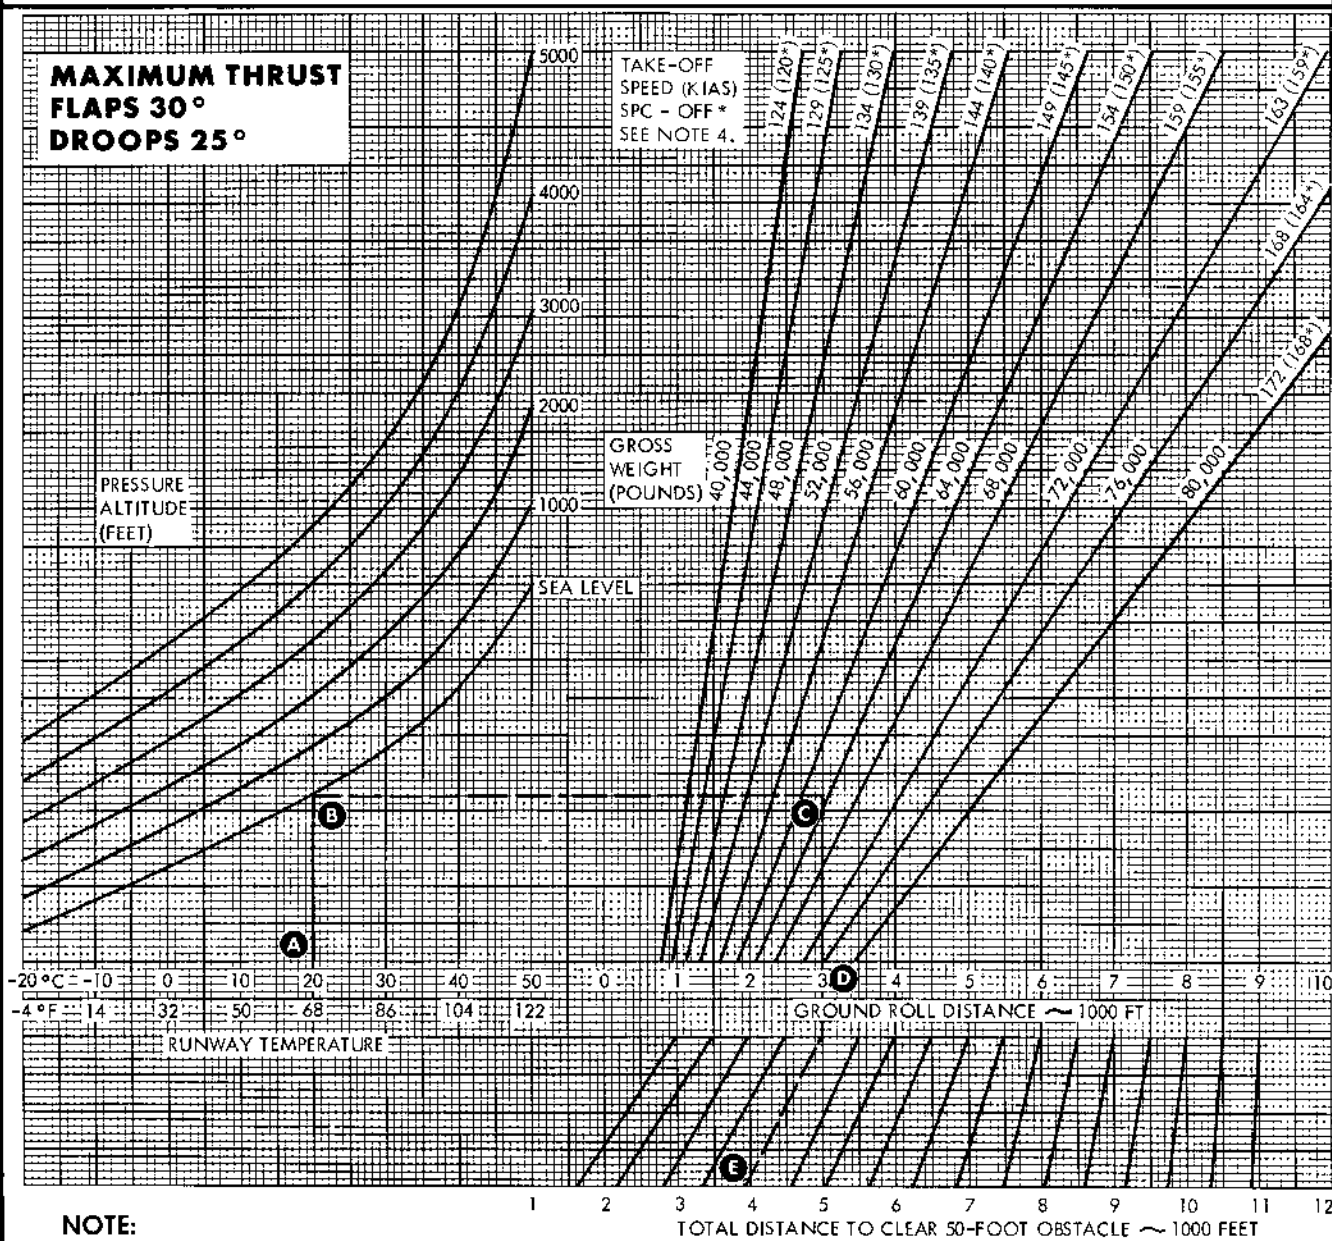 MAXIMUM THRUST
FLAPS 30°
DROOPS 25°
TAKE-OFF
SPEED (KIAS)
SPC - OFF*
SEE NOTE 4.
124 (120*)
129 (125*)
134 (130*)
139 (135*)
144 (140*)
149 (145*)
154 (150*)
159 (155*)
163 (159*)
168 (164*)
172 (168*)
5000
4000
3000
2000
1000
SEA LEVEL
PRESSURE
ALTITUDE
(FEET)
GROSS
WEIGHT
(POUNDS)
40,000
44,000
48,000
52,000
56,000
60,000
64,000
68,000
72,000
76,000
80,000
B
C
A
D
-20 °C = -10 0 10 20 30 40 50 0 1 2 3 4 5 6 7 8 9 10
-4 °F 14 32 50 68 86 104 122
GROUND ROLL DISTANCE ~ 1000 FT
RUNWAY TEMPERATURE
E
1 2 3 4 5 6 7 8 9 10 11 12
NOTE:
TOTAL DISTANCE TO CLEAR 50-FOOT OBSTACLE ~ 1000 FEET